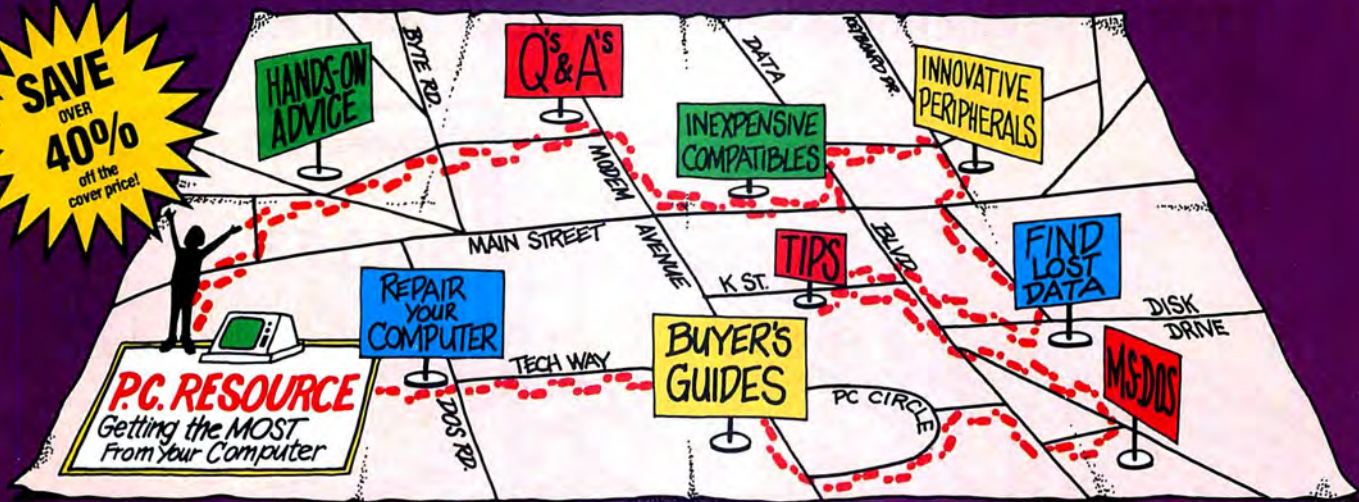 SAVE
OVER
40%
off the
cover price!
HANDS-ON
ADVICE
BYTE RD.
Q's
& A's
DATA
KEYBOARD DR.
INNOVATIVE
PERIPHERALS
INEXPENSIVE
COMPATIBLES
MODEM
AVENUE
MAIN STREET
BLVD.
TIPS
K ST.
FIND
LOST
DATA
DISK
DRIVE
REPAIR
YOUR
COMPUTER
BUYER'S
GUIDES
TECH WAY
PC CIRCLE
MS-DOS
DOS RD.
P.C. RESOURCE
Getting the MOST
From Your Computer